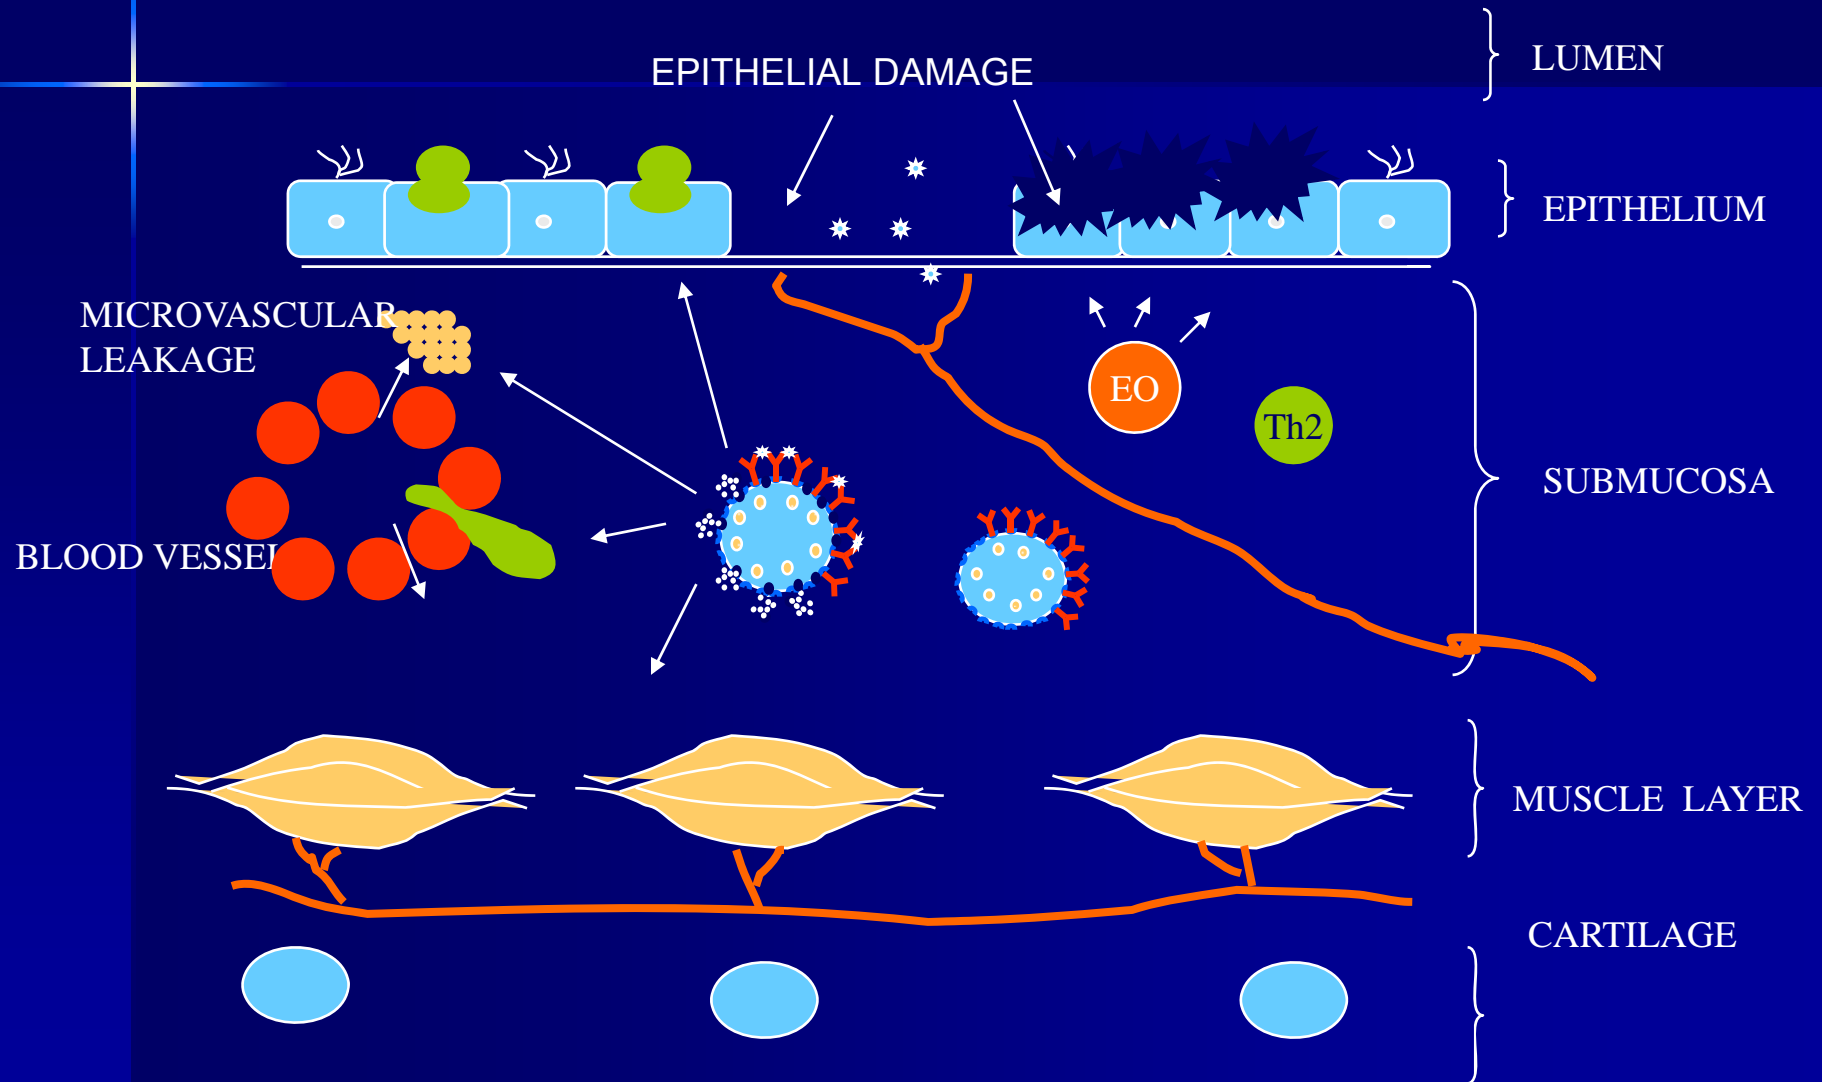 LUMEN
EPITHELIAL DAMAGE
EPITHELIUM
MICROVASCULAR
LEAKAGE
EO
Th2
SUBMUCOSA
BLOOD VESSEL
MUSCLE LAYER
CARTILAGE